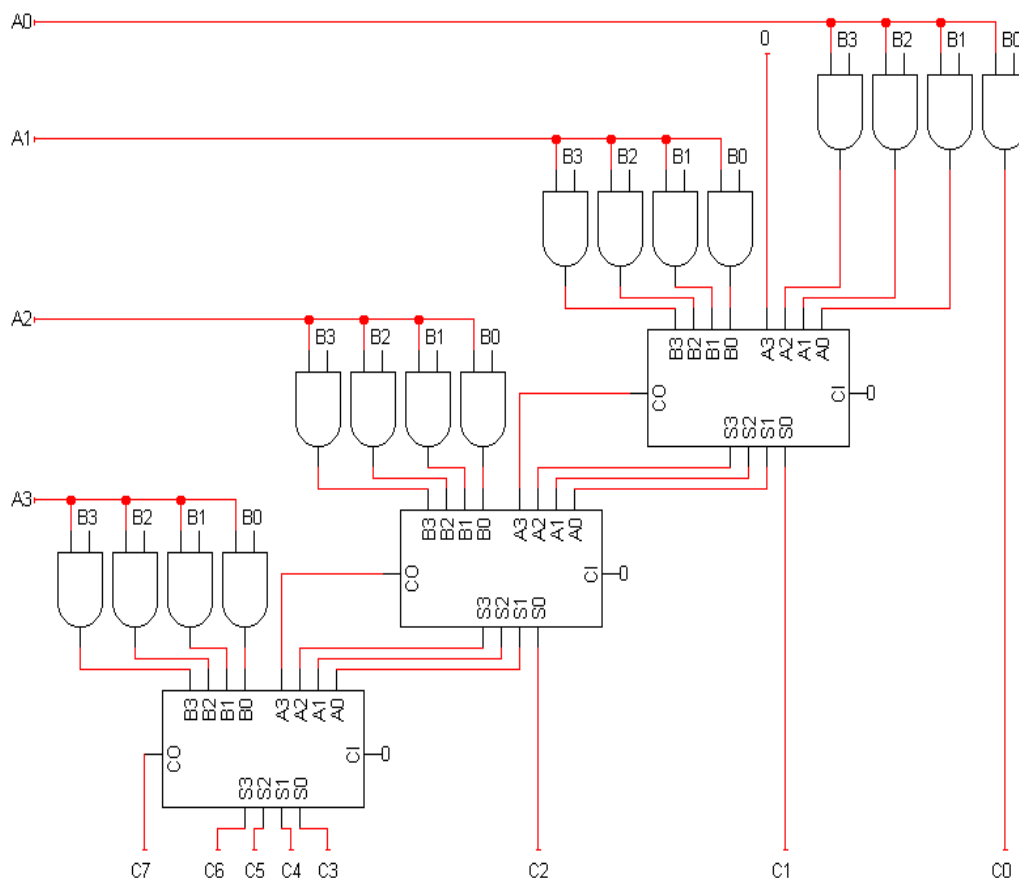 A0
0 B3 B2 B1 B0
A1
B3 B2 B1 B0
A2
B3 B2 B1 B0
B3 B2 B1 B0 A3 A2 A1 A0
CO CI 0
S3 S2 S1 S0
A3
B3 B2 B1 B0
B3 B2 B1 B0 A3 A2 A1 A0
CO CI 0
S3 S2 S1 S0
B3 B2 B1 B0 A3 A2 A1 A0
CO CI 0
S3 S2 S1 S0
C7 C6 C5 C4 C3 C2 C1 C0